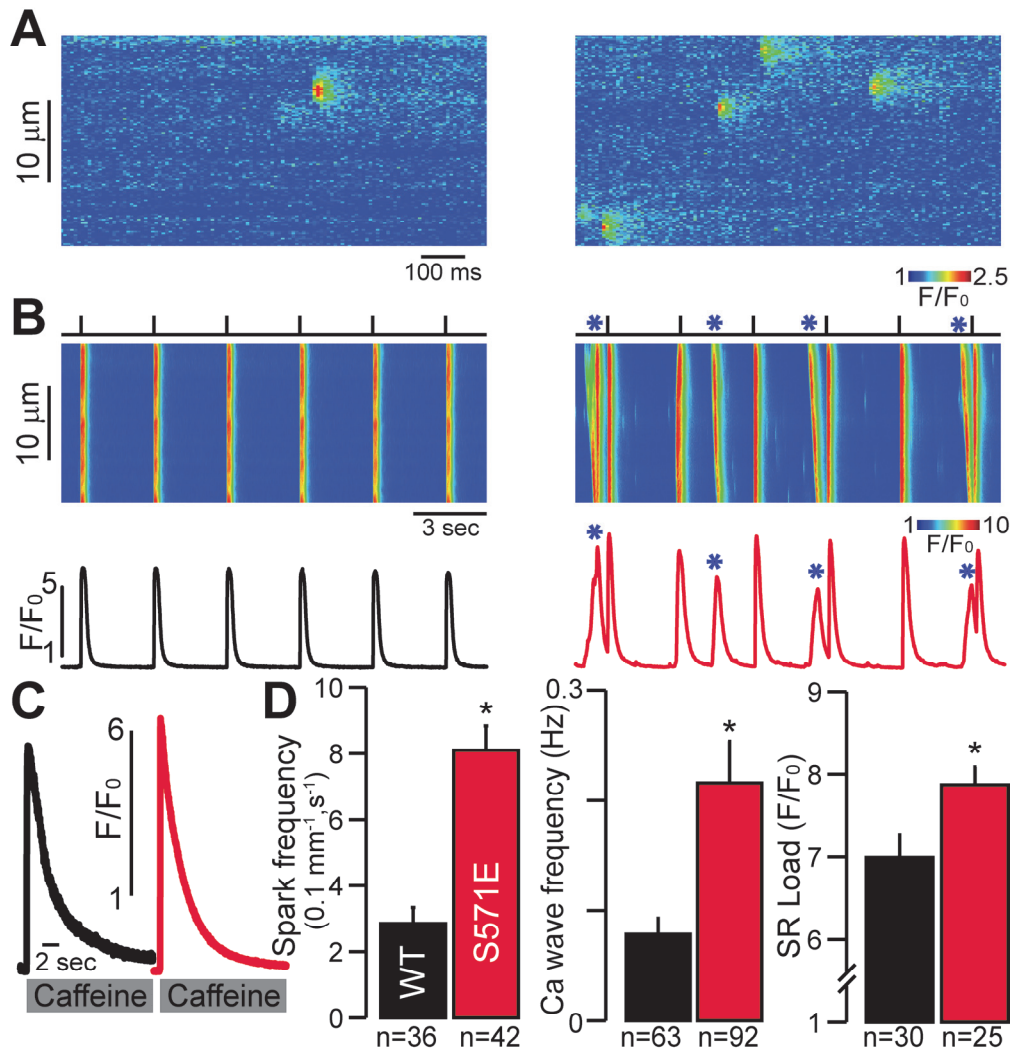 A
10 μm
100 ms
1 2.5
F/F0
B
* * * *
10 μm
3 sec
1 10
F/F0
* * * *
5
1
F/F0
C
6
1
F/F0
2 sec
Caffeine Caffeine
D
Spark frequency
(0.1 mm-1,s-1)
10
8
6
4
2
0
*
WT
S571E
n=36 n=42
Ca wave frequency (Hz)
0.3
0
*
n=63 n=92
SR Load (F/F0)
9
8
7
6
1
*
n=30 n=25